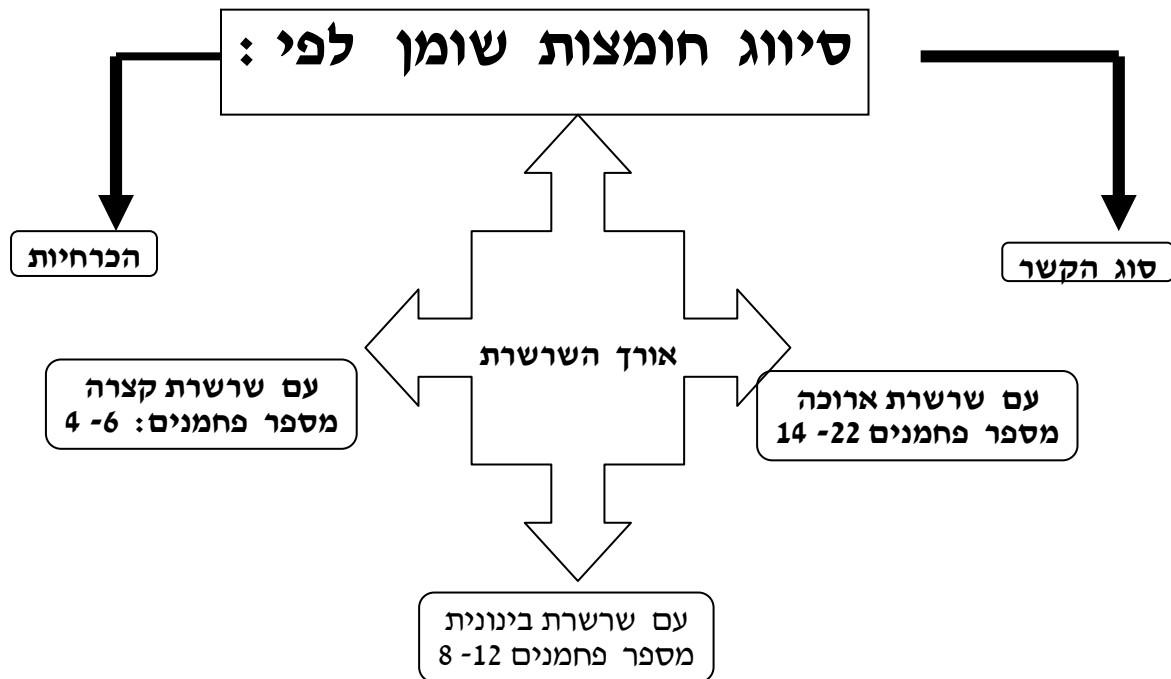 סיווג חומצות שומן לפי :
סוג הקשר
הכרחיות
אורך השרשרת
עם שרשרת ארוכה
מספר פחמנים 22- 14
עם שרשרת קצרה
מספר פחמנים: 6- 4
עם שרשרת בינונית
מספר פחמנים 12- 8